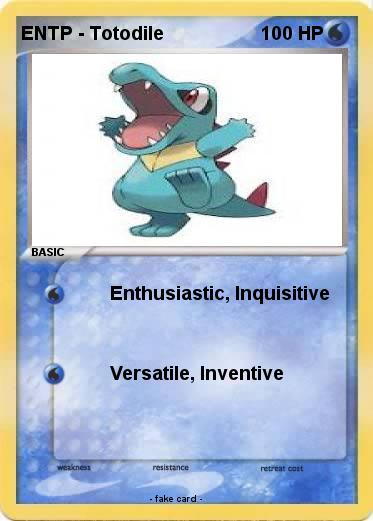 ENTP - Totodile 100 HP
BASIC
Enthusiastic, Inquisitive
Versatile, Inventive
weakness resistance retreat cost
- fake card -